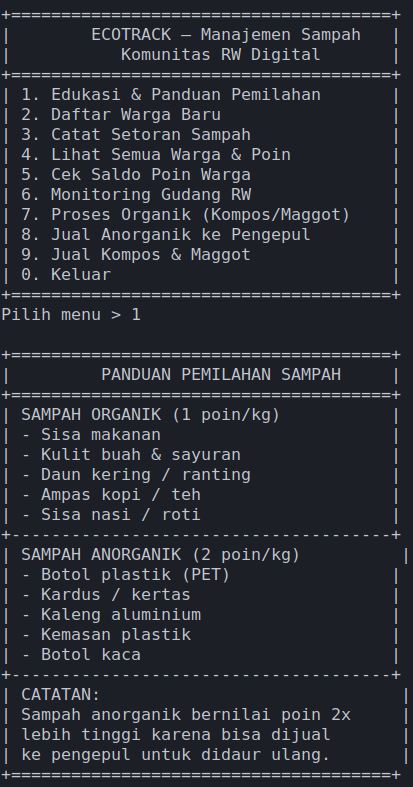 +======================================+
|        ECOTRACK — Manajemen Sampah   |
|           Komunitas RW Digital       |
+======================================+
| 1. Edukasi & Panduan Pemilahan       |
| 2. Daftar Warga Baru                 |
| 3. Catat Setoran Sampah              |
| 4. Lihat Semua Warga & Poin          |
| 5. Cek Saldo Poin Warga              |
| 6. Monitoring Gudang RW              |
| 7. Proses Organik (Kompos/Maggot)    |
| 8. Jual Anorganik ke Pengepul        |
| 9. Jual Kompos & Maggot              |
| 0. Keluar                            |
+======================================+
Pilih menu > 1

+======================================+
|         PANDUAN PEMILAHAN SAMPAH     |
+======================================+
| SAMPAH ORGANIK (1 poin/kg)           |
| - Sisa makanan                       |
| - Kulit buah & sayuran               |
| - Daun kering / ranting              |
| - Ampas kopi / teh                   |
| - Sisa nasi / roti                   |
+--------------------------------------+
| SAMPAH ANORGANIK (2 poin/kg)          |
| - Botol plastik (PET)                |
| - Kardus / kertas                    |
| - Kaleng aluminium                   |
| - Kemasan plastik                    |
| - Botol kaca                         |
+--------------------------------------+
| CATATAN:                              |
| Sampah anorganik bernilai poin 2x     |
| lebih tinggi karena bisa dijual       |
| ke pengepul untuk didaur ulang.       |
+======================================+